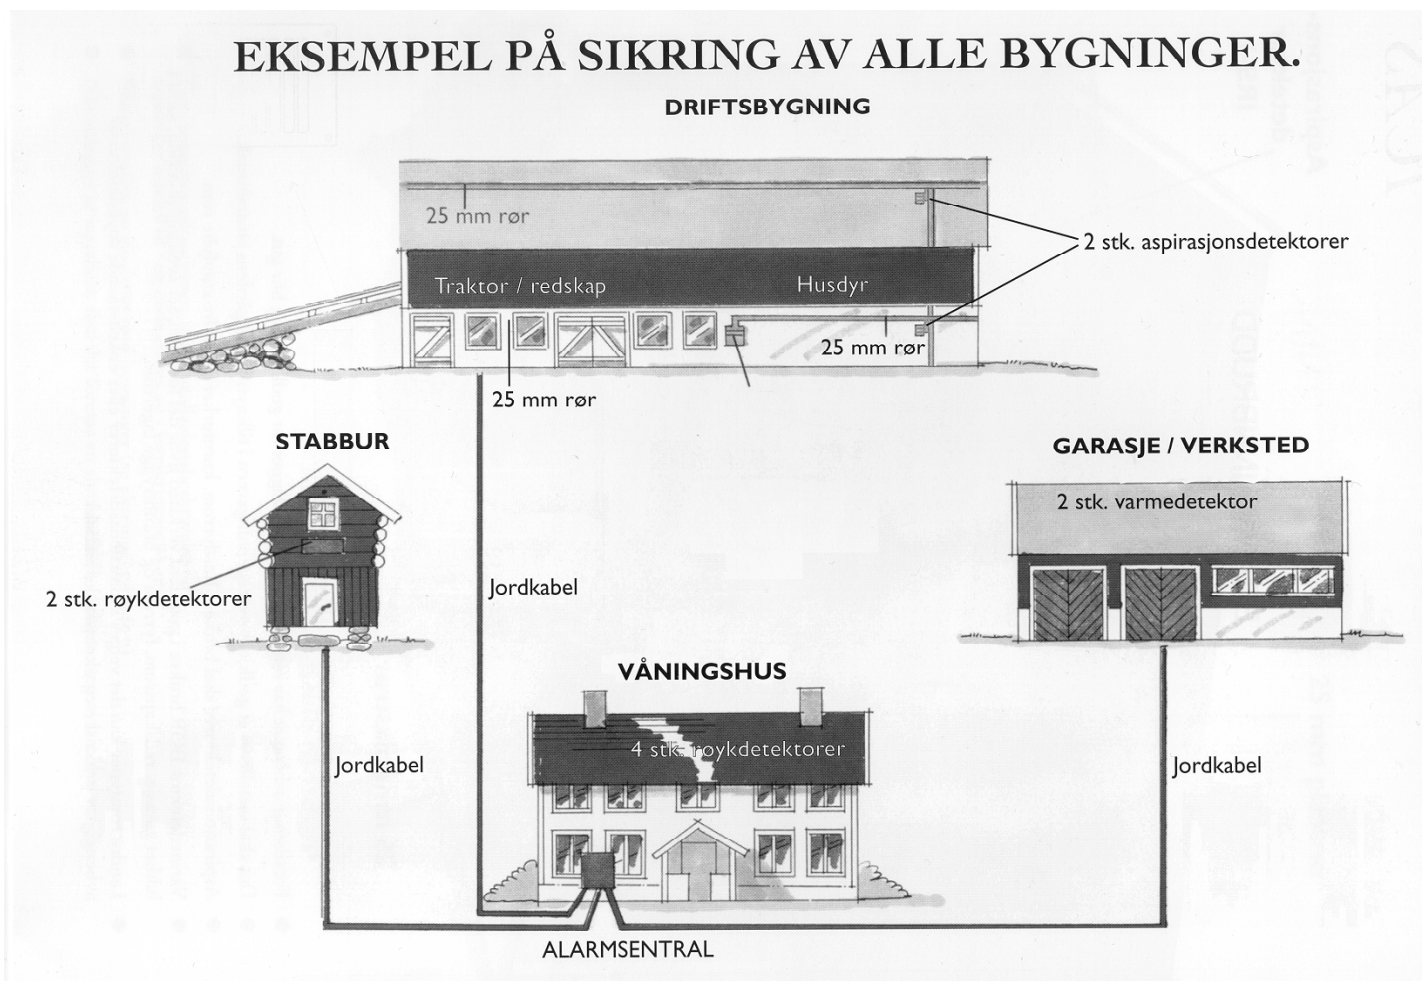 EKSEMPEL PÅ SIKRING AV ALLE BYGNINGER.
DRIFTSBYGNING
25 mm rør
2 stk. aspirasjonsdetektorer
Traktor / redskap
Husdyr
25 mm rør
25 mm rør
STABBUR
GARASJE / VERKSTED
2 stk. varmedetektor
2 stk. røykdetektorer
Jordkabel
VÅNINGSHUS
4 stk. røykdetektorer
Jordkabel
Jordkabel
ALARMSENTRAL